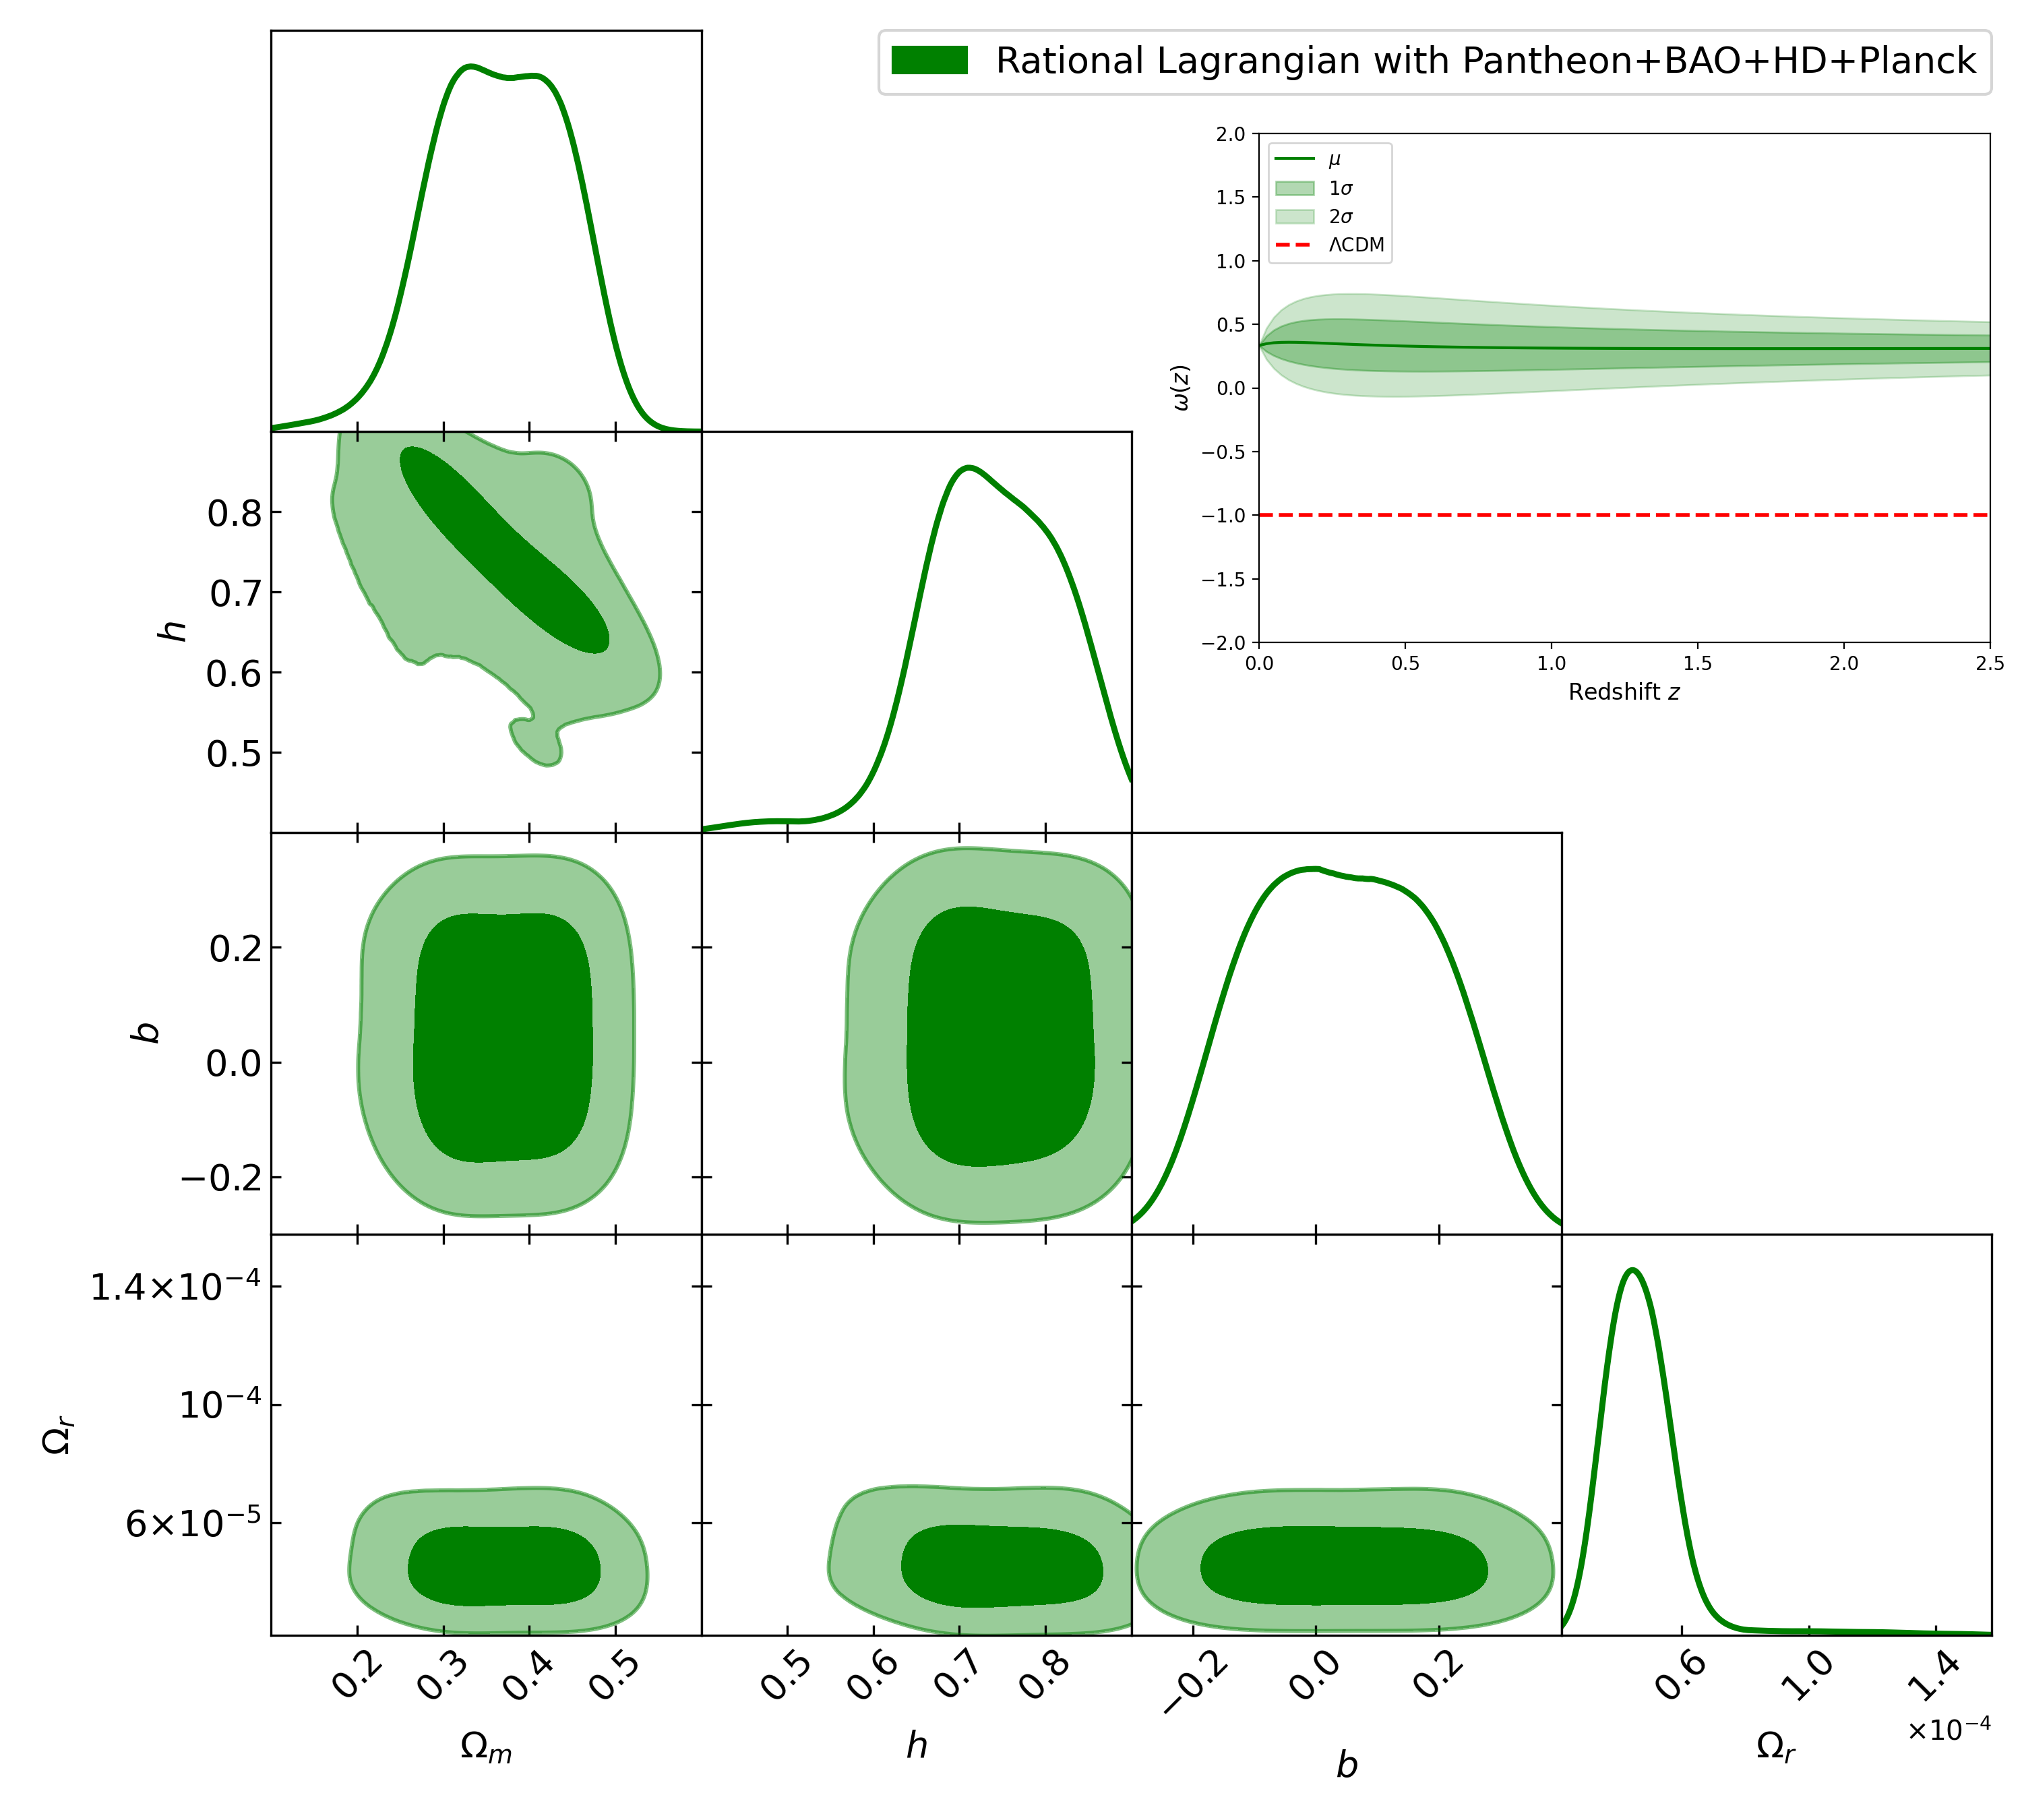 Rational Lagrangian with Pantheon+BAO+HD+Planck
2.0
1.5
1.0
0.5
0.0
−0.5
−1.0
−1.5
−2.0
ω(z)
μ
1σ
2σ
ΛCDM
0.0 0.5 1.0 1.5 2.0 2.5
Redshift z
0.8
0.7
0.6
0.5
h
0.2
0.0
−0.2
b
1.4×10⁻⁴
10⁻⁴
6×10⁻⁵
Ωᵣ
0.2 0.3 0.4 0.5 0.5 0.6 0.7 0.8 −0.2 0.0 0.2 0.6 1.0 1.4
×10⁻⁴
Ωₘ h b Ωᵣ